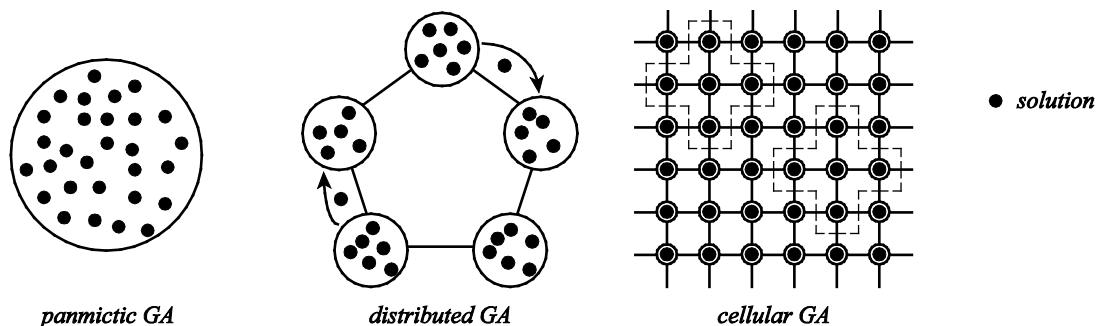 solution
panmictic GA
distributed GA
cellular GA